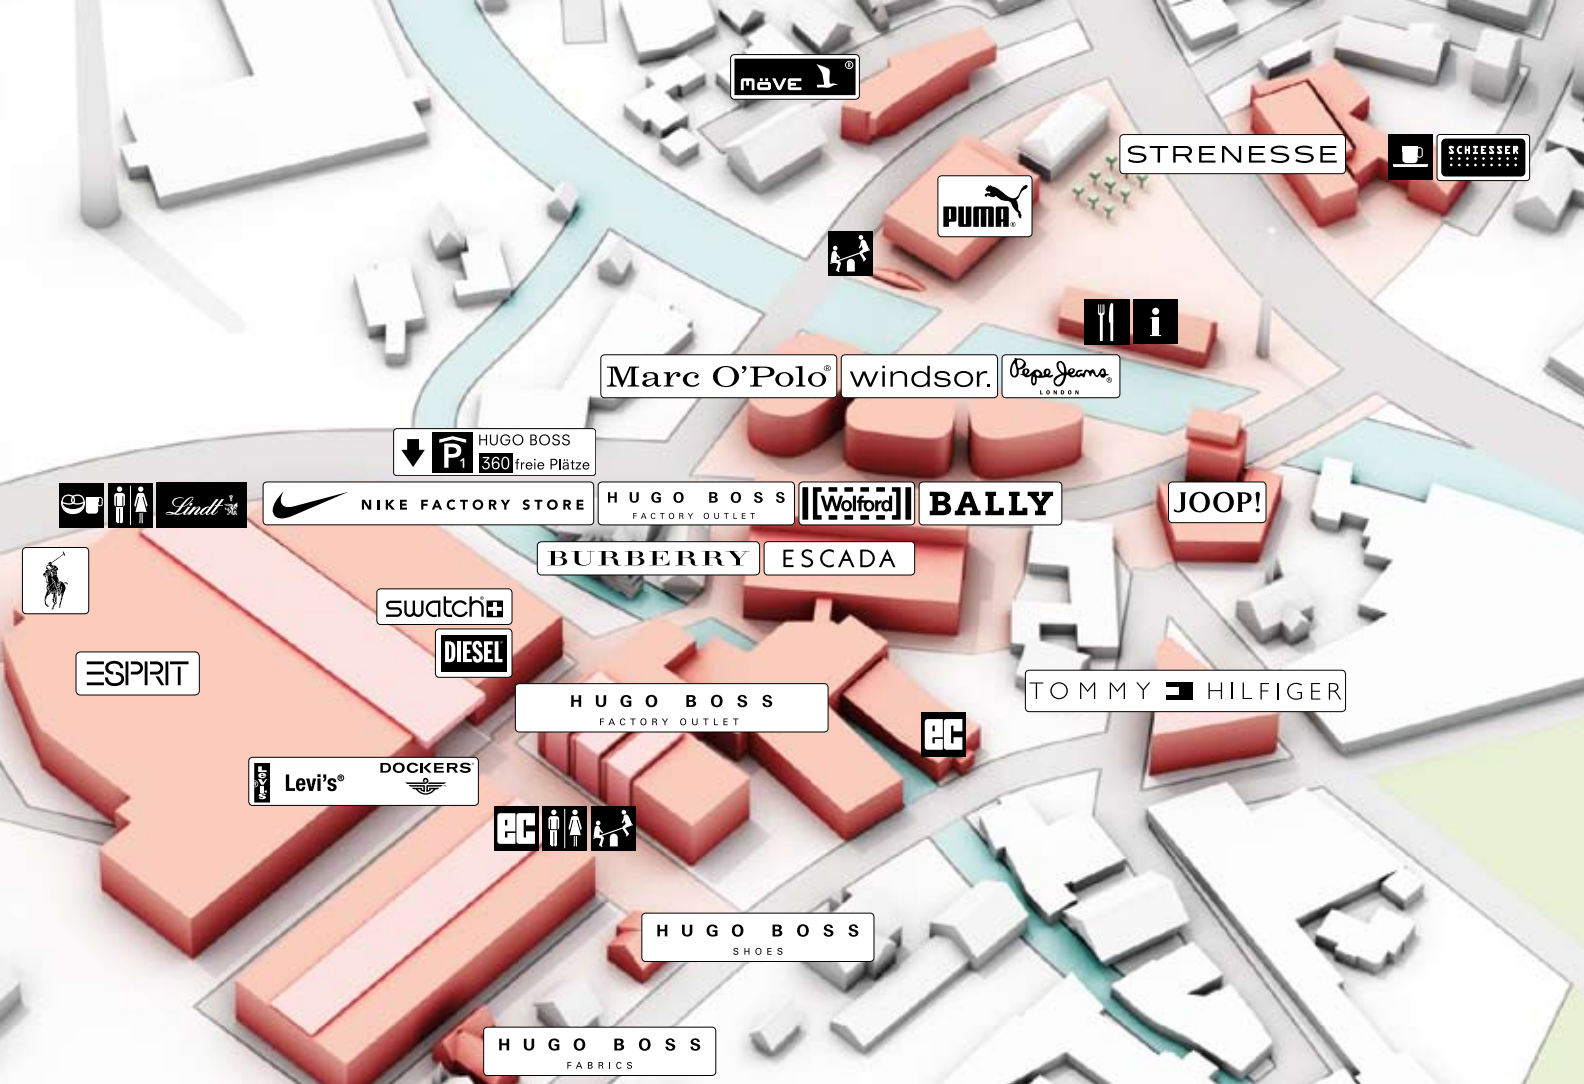 möve ®
STRENESSE
SCHIESSER
PUMA®
i
Marc O'Polo®
windsor.
Pepe Jeans®
LONDON
P1
HUGO BOSS
360 freie Plätze
Lindt
NIKE FACTORY STORE
HUGO BOSS
FACTORY OUTLET
Wolford
BALLY
JOOP!
BURBERRY
ESCADA
swatch
DIESEL
ESPRIT
HUGO BOSS
FACTORY OUTLET
TOMMY HILFIGER
ec
LEVI'S
Levi's®
DOCKERS®
ec
HUGO BOSS
SHOES
HUGO BOSS
FABRICS